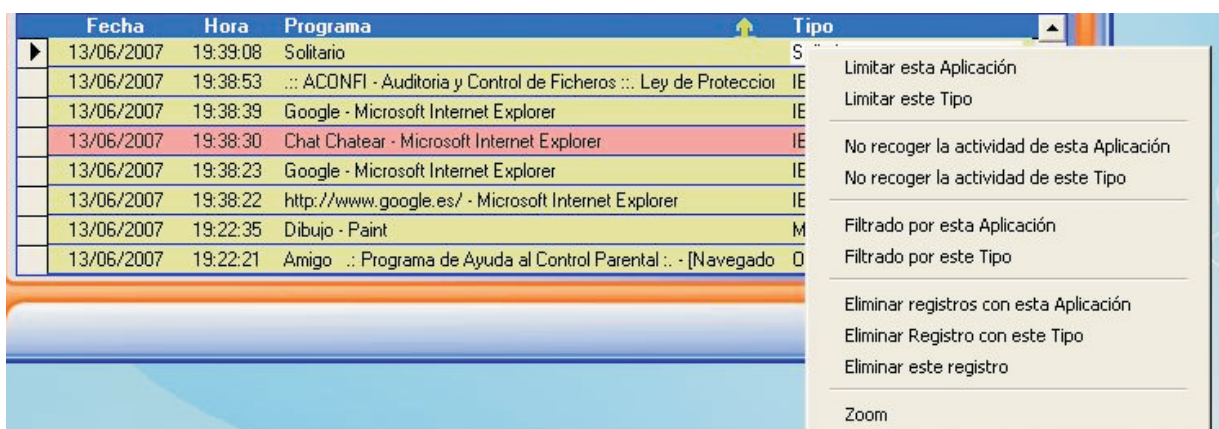 Fecha Hora Programa Tipo
13/06/2007 19:39:08 Solitario
13/06/2007 19:38:53 .:: ACONFI - Auditoria y Control de Ficheros ::. Ley de Proteccion IE
13/06/2007 19:38:39 Google - Microsoft Internet Explorer IE
13/06/2007 19:38:30 Chat Chatear - Microsoft Internet Explorer IE
13/06/2007 19:38:23 Google - Microsoft Internet Explorer IE
13/06/2007 19:38:22 http://www.google.es/ - Microsoft Internet Explorer IE
13/06/2007 19:22:35 Dibujo - Paint M
13/06/2007 19:22:21 Amigo .: Programa de Ayuda al Control Parental :. - [Navegado O
Limitar esta Aplicación
Limitar este Tipo
No recoger la actividad de esta Aplicación
No recoger la actividad de este Tipo
Filtrado por esta Aplicación
Filtrado por este Tipo
Eliminar registros con esta Aplicación
Eliminar Registro con este Tipo
Eliminar este registro
Zoom